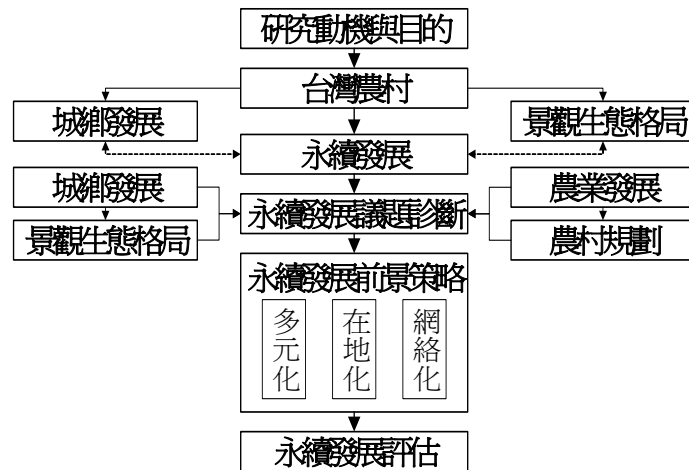 研究動機與目的
台灣農村
城鄉發展
景觀生態格局
永續發展
城鄉發展
農業發展
永續發展議題診斷
景觀生態格局
農村規劃
永續發展前景策略
多元化
在地化
網絡化
永續發展評估